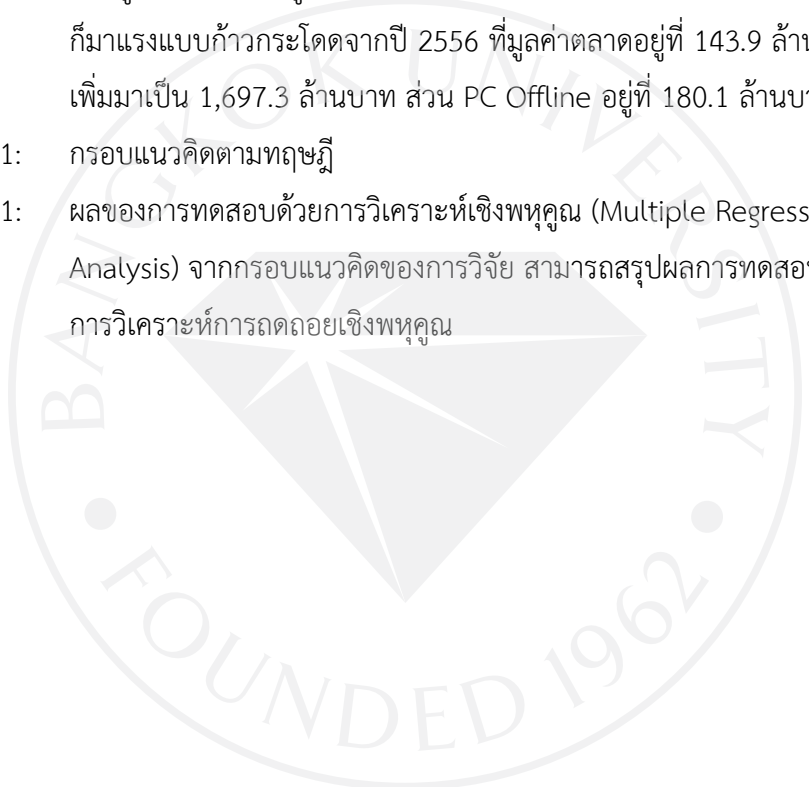 ก็มาแรงแบบก้าวกระโดดจากปี 2556 ที่มูลค่าตลาดอยู่ที่ 143.9 ล้าน
เพิ่มมาเป็น 1,697.3 ล้านบาท ส่วน PC Offline อยู่ที่ 180.1 ล้านบา
1: กรอบแนวคิดตามทฤษฎี
1: ผลของการทดสอบด้วยการวิเคราะห์เชิงพหุคูณ (Multiple Regress
Analysis) จากกรอบแนวคิดของการวิจัย สามารถสรุปผลการทดสอ
การวิเคราะห์การถดถอยเชิงพหุคูณ
BANGKOK UNIVERSITY
FOUNDED 1962